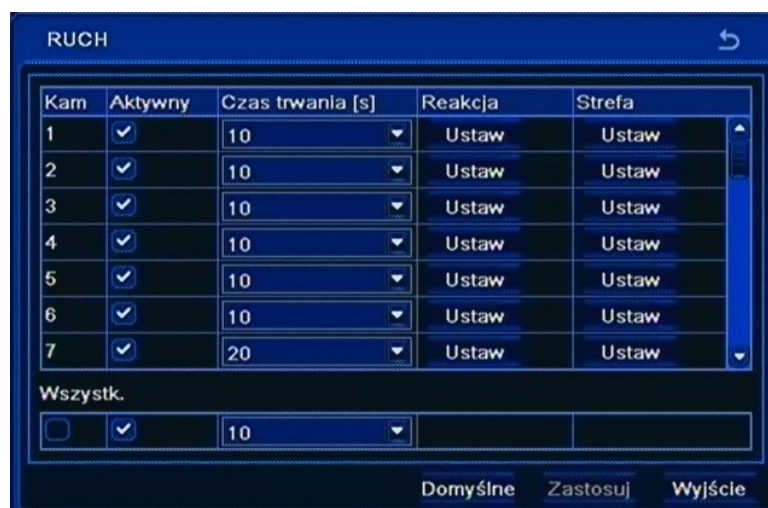 RUCH
Kam Aktywny Czas trwania [s] Reakcja Strefa
1 10 Ustaw Ustaw
2 10 Ustaw Ustaw
3 10 Ustaw Ustaw
4 10 Ustaw Ustaw
5 10 Ustaw Ustaw
6 10 Ustaw Ustaw
7 20 Ustaw Ustaw
Wszystk.
10
Domyślne Zastosuj Wyjście